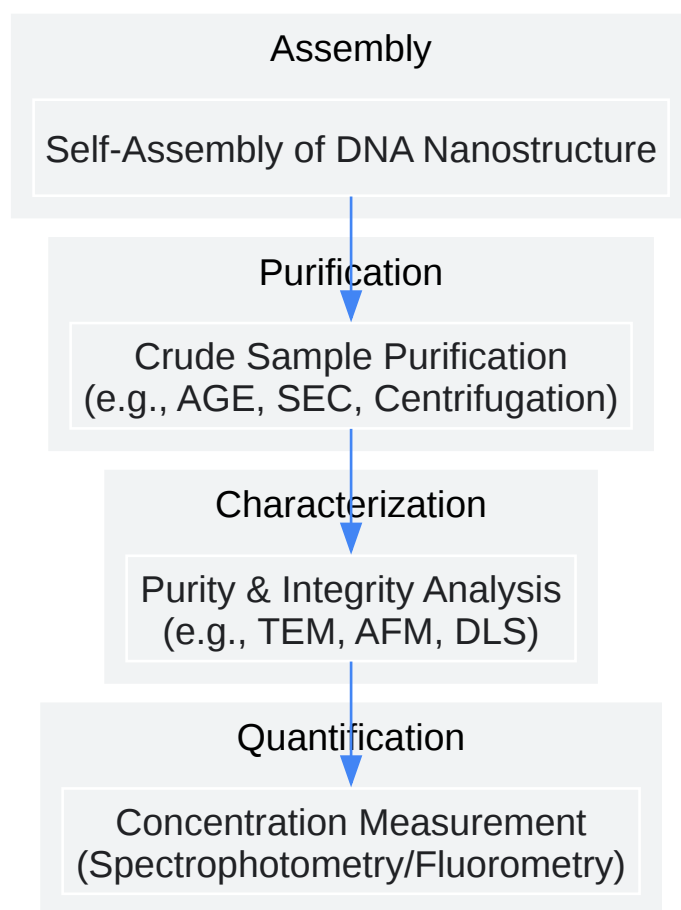 Assembly
Self-Assembly of DNA Nanostructure
Purification
Crude Sample Purification
(e.g., AGE, SEC, Centrifugation)
Characterization
Purity & Integrity Analysis
(e.g., TEM, AFM, DLS)
Quantification
Concentration Measurement
(Spectrophotometry/Fluorometry)